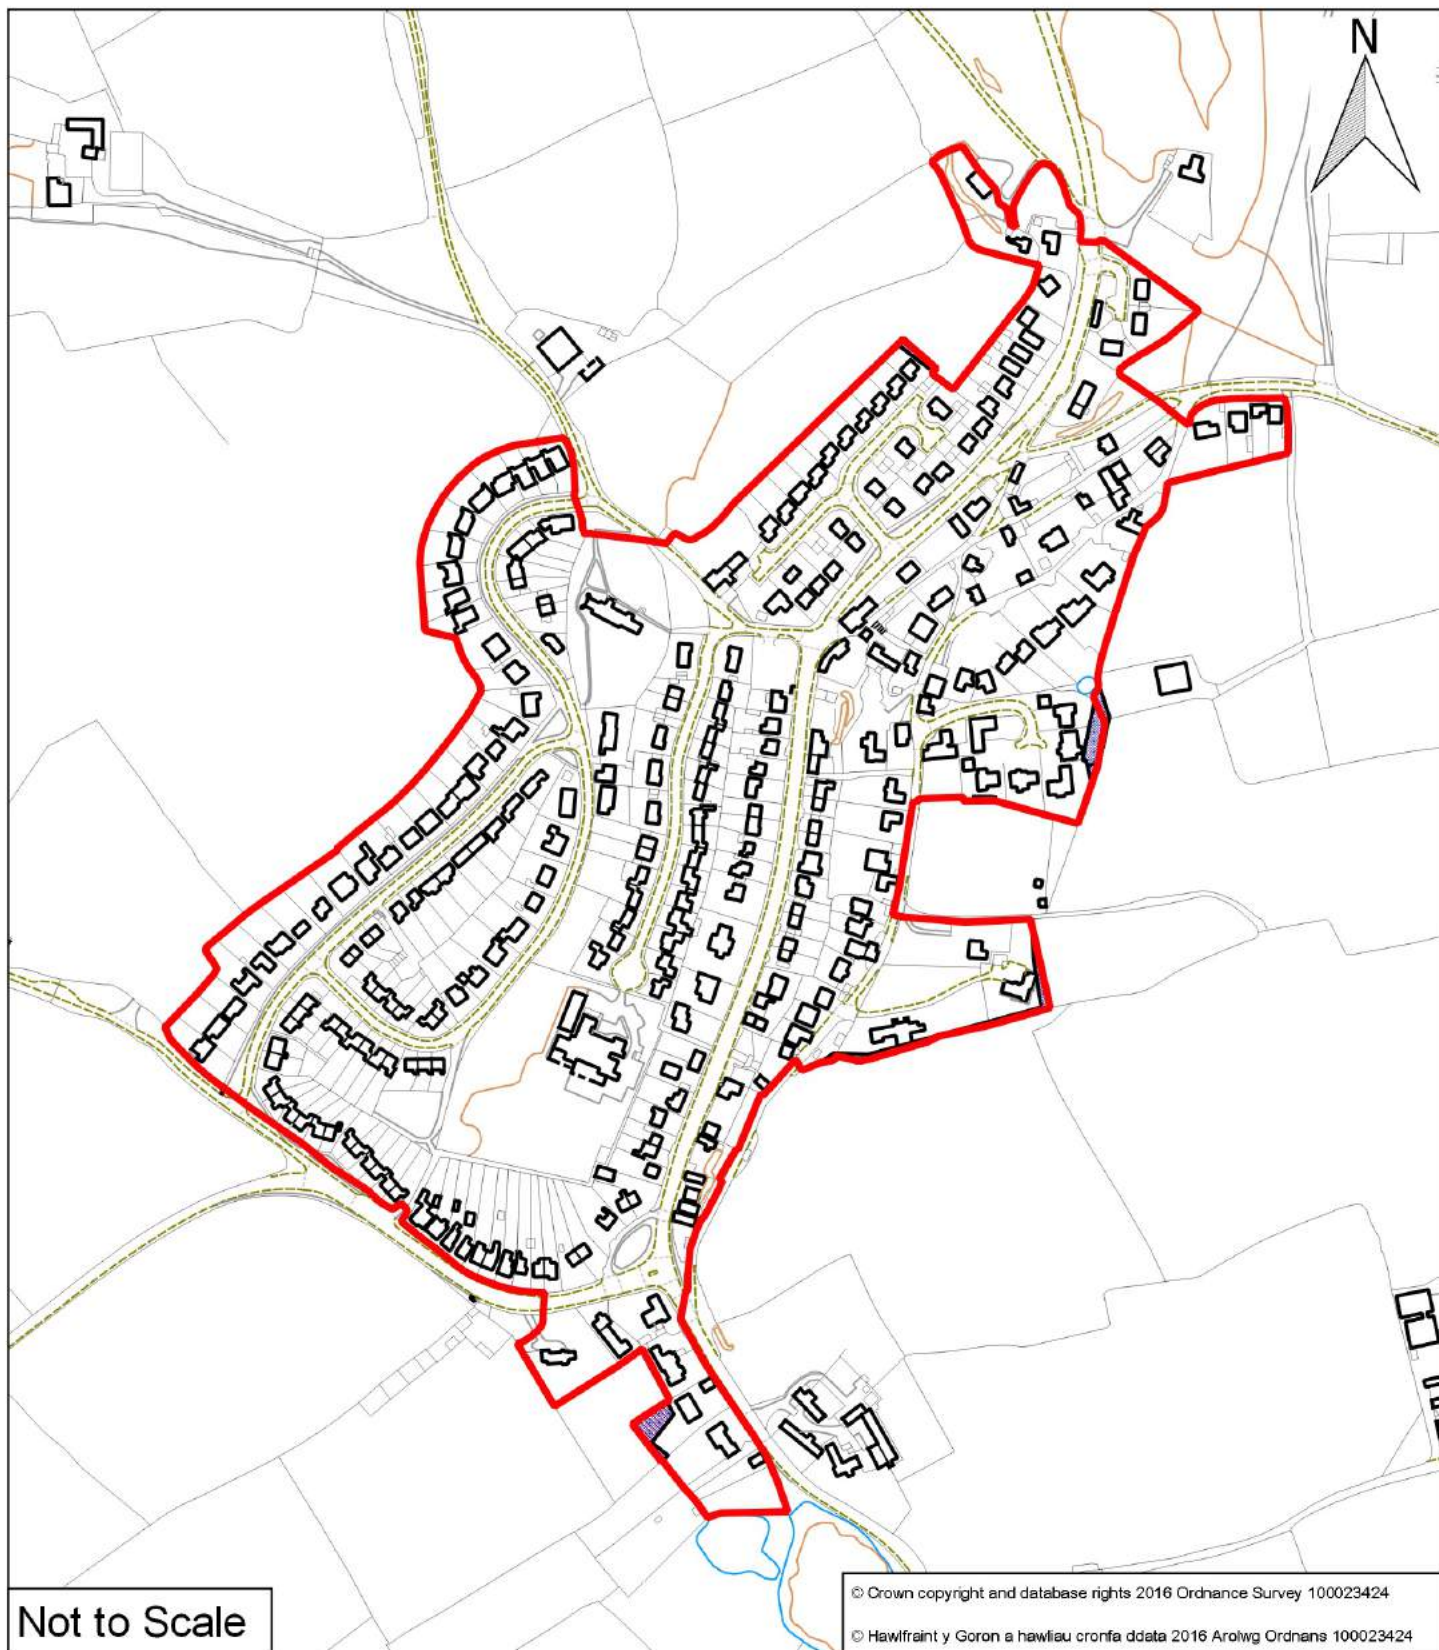 N
Not to Scale
© Crown copyright and database rights 2016 Ordnance Survey 100023424
© Hawlfraint y Goron a hawliau cronfa ddata 2016 Arolwg Ordnans 100023424